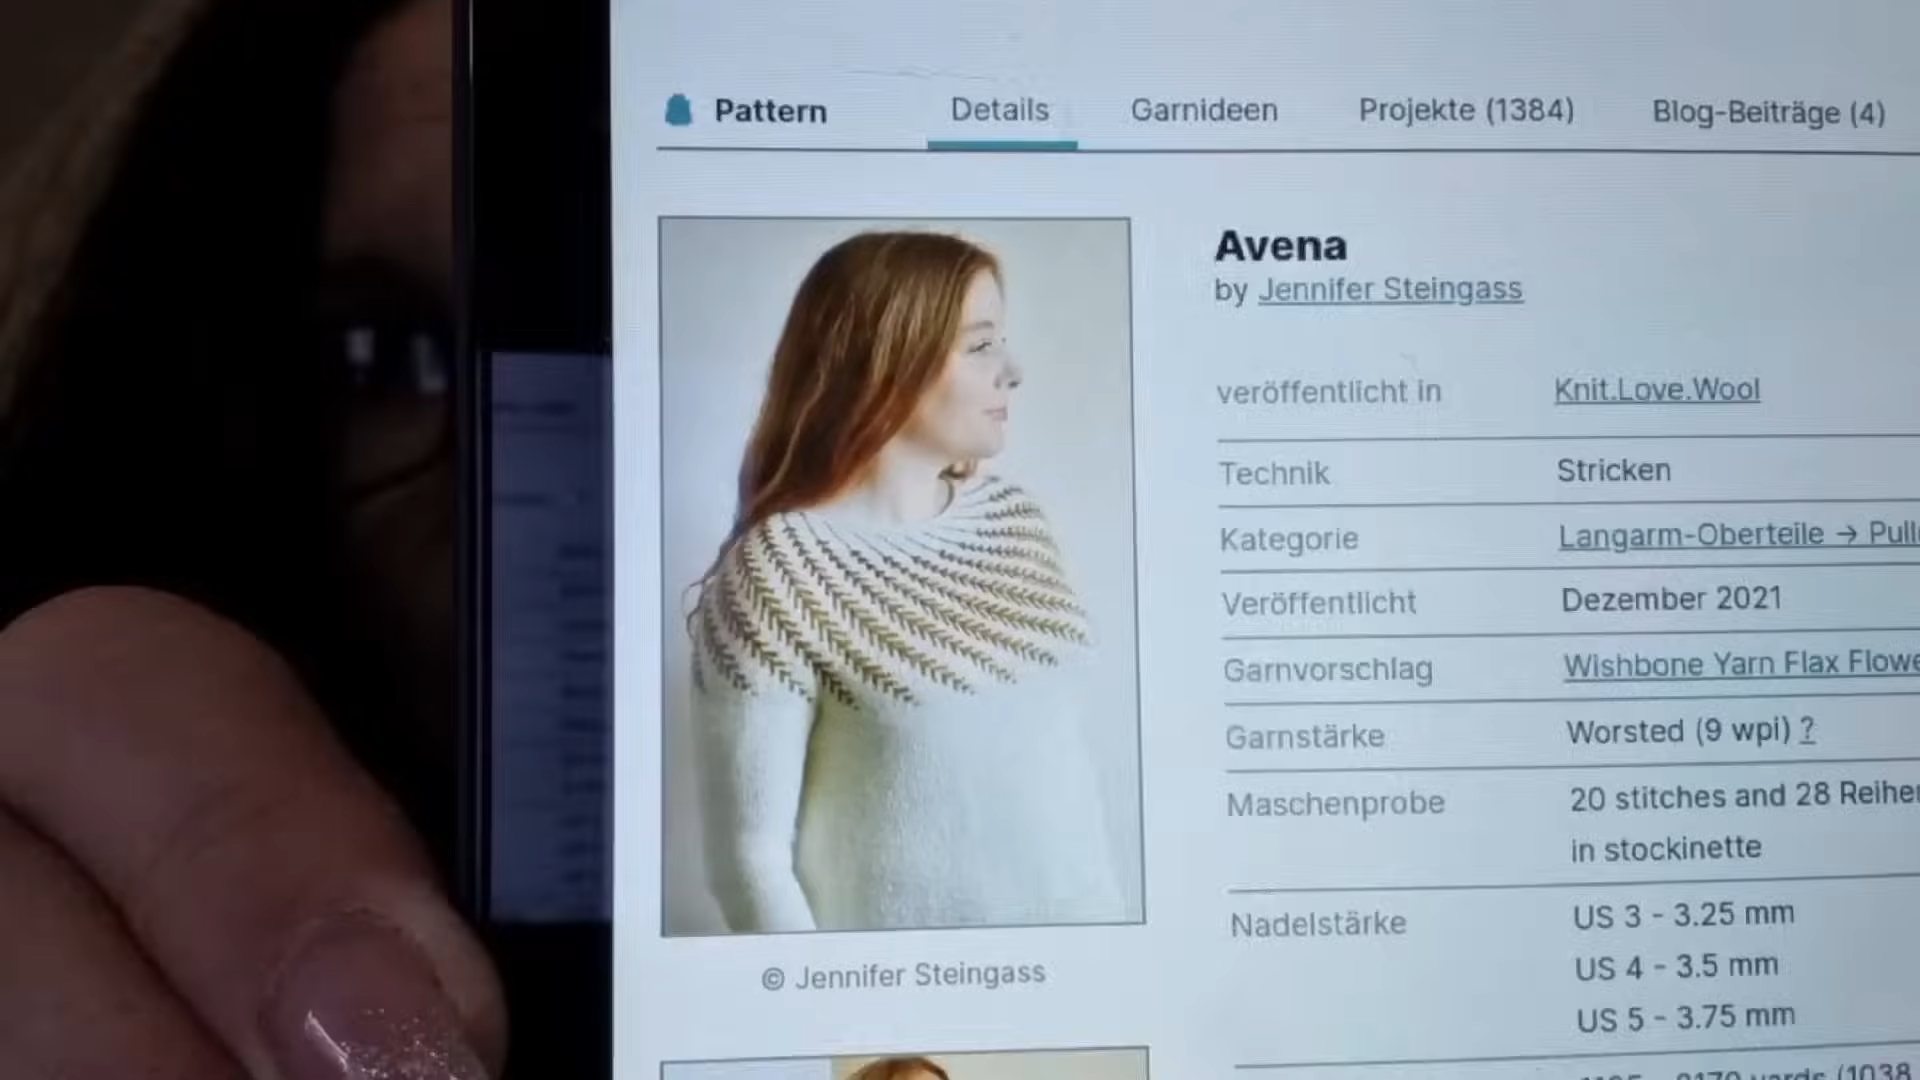 Pattern Details Garnideen Projekte (1384) Blog-Beiträge (4)
Avena
by Jennifer Steingass
veröffentlicht in Knit.Love.Wool
Technik Stricken
Kategorie Langarm-Oberteile →
Veröffentlicht Dezember 2021
Garnvorschlag Wishbone Yarn Flax
Garnstärke Worsted (9 wpi) ?
Maschenprobe 20 stitches and 28
in stockinette
Nadelstärke US 3 - 3.25 mm
US 4 - 3.5 mm
US 5 - 3.75 mm
© Jennifer Steingass
yards (1038